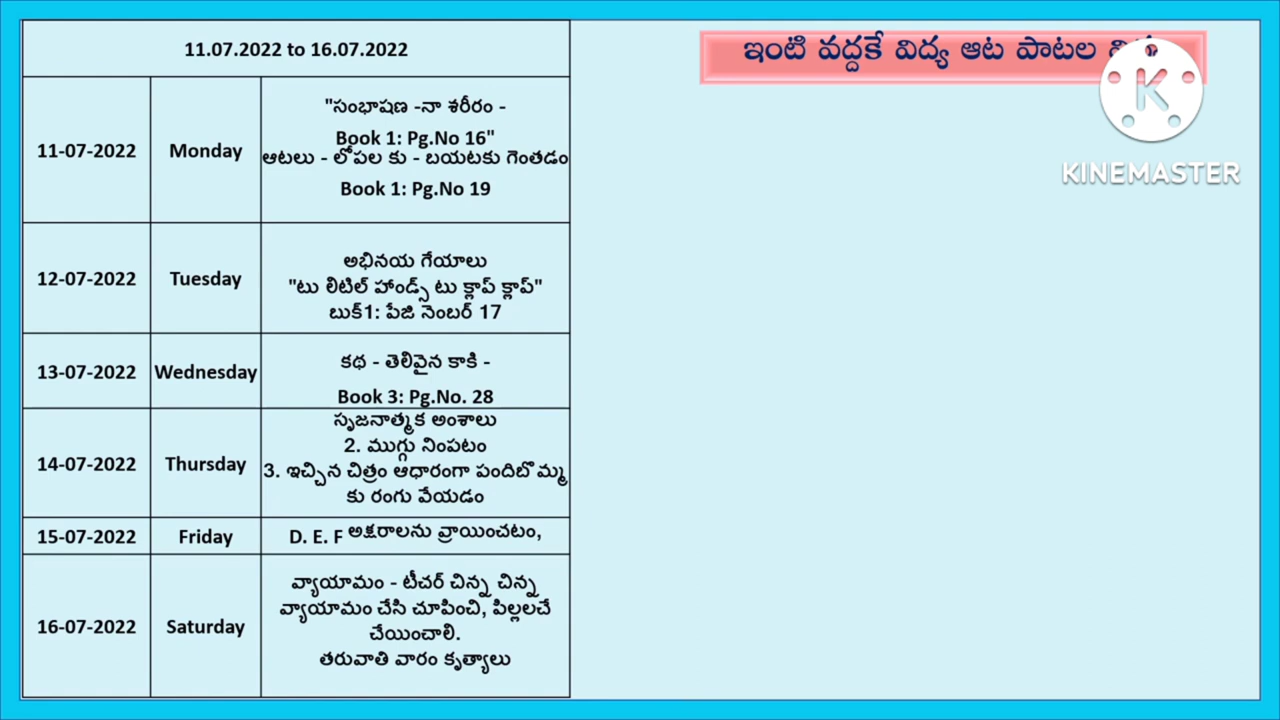 11.07.2022 to 16.07.2022
11-07-2022
Monday
"సంభాషణ -నా శరీరం -
Book 1: Pg.No 16"
ఆటలు - లోపల కు - బయటకు గెంతడం
Book 1: Pg.No 19
12-07-2022
Tuesday
అభినయ గేయాలు
"టు లిటిల్ హాండ్స్ టు క్లాప్ క్లాప్"
బుక్1: పేజి నెంబర్ 17
13-07-2022
Wednesday
కథ - తెలివైన కాకి -
Book 3: Pg.No. 28
14-07-2022
Thursday
సృజనాత్మక అంశాలు
2. ముగ్గు నింపటం
3. ఇచ్చిన చిత్రం ఆధారంగా పందిబొమ్మ
కు రంగు వేయడం
15-07-2022
Friday
D. E. F అక్షరాలను వ్రాయించటం,
16-07-2022
Saturday
వ్యాయామం - టీచర్ చిన్న చిన్న
వ్యాయామం చేసి చూపించి, పిల్లలచే
చేయించాలి.
తరువాతి వారం కృత్యాలు
ఇంటి వద్దకే విద్య ఆట పాటల
K
KINEMASTER